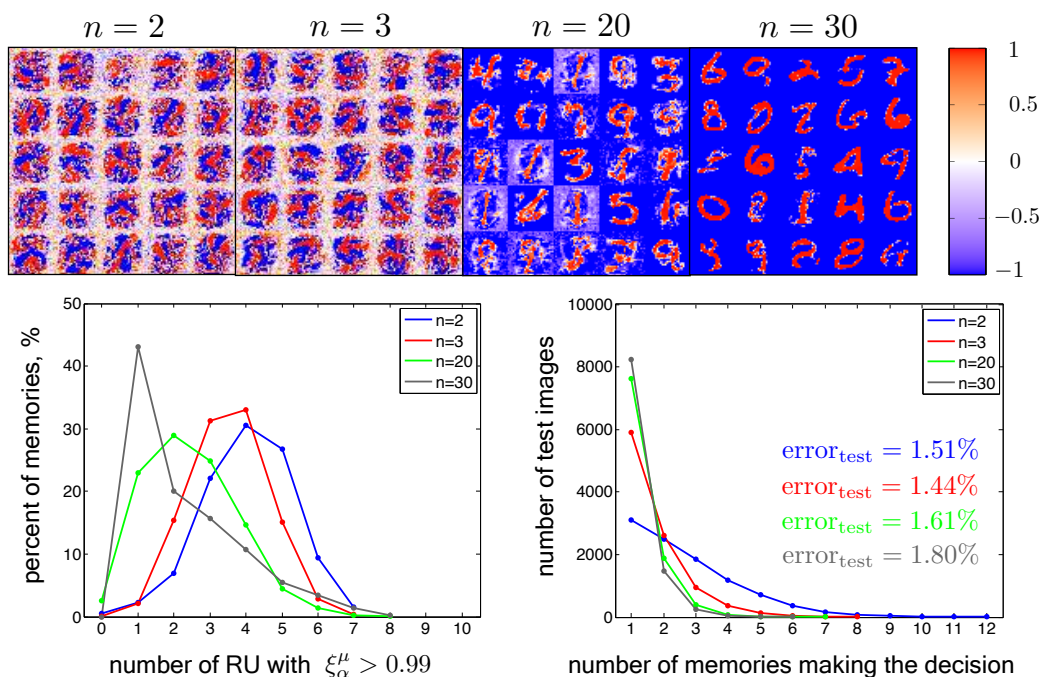 n = 2
n = 3
n = 20
n = 30
1
0.5
0
−0.5
−1
50
40
30
20
10
0
percent of memories, %
n=2
n=3
n=20
n=30
0 1 2 3 4 5 6 7 8 9 10
number of RU with ξ_α^μ > 0.99
10000
8000
6000
4000
2000
0
number of test images
n=2
n=3
n=20
n=30
error_test = 1.51%
error_test = 1.44%
error_test = 1.61%
error_test = 1.80%
1 2 3 4 5 6 7 8 9 10 11 12
number of memories making the decision